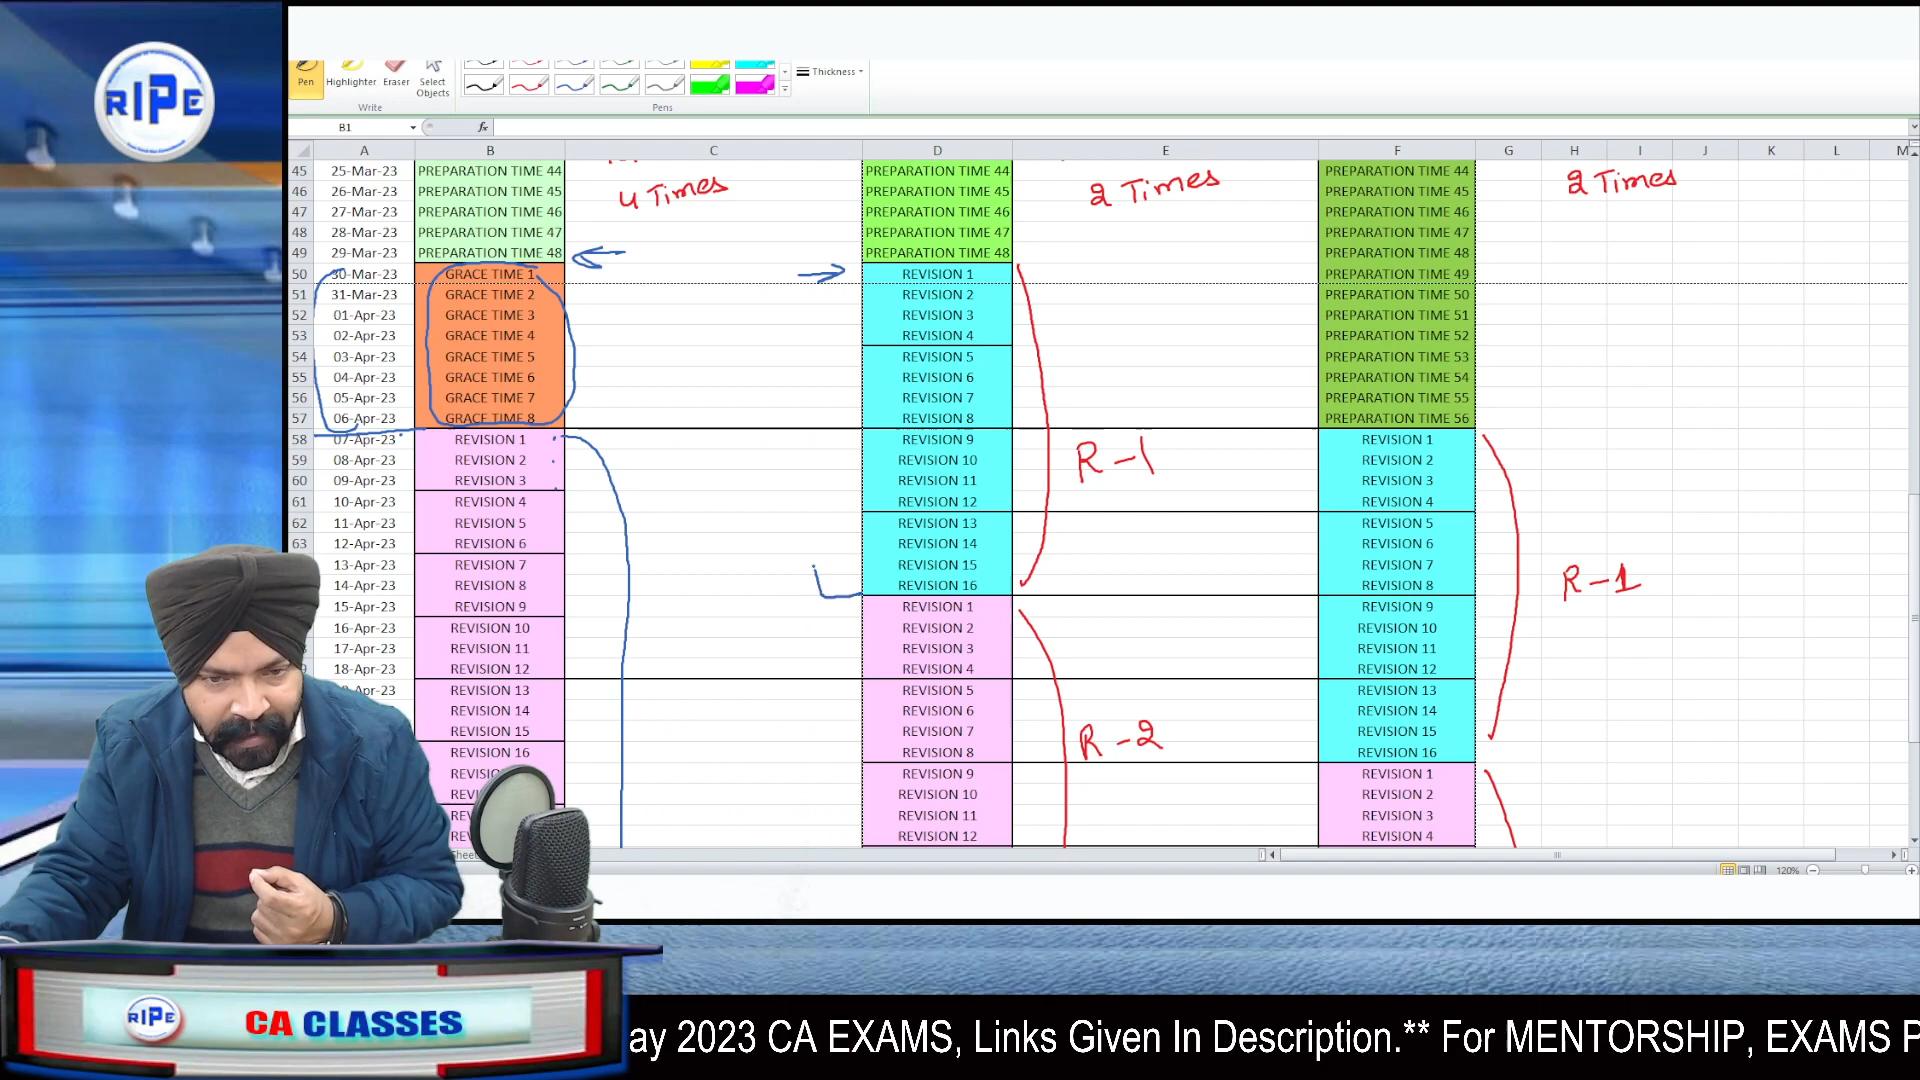 RIPE
Pen
Highlighter
Eraser
Select Objects
Write
Pens
Thickness
B1
fx
A B C D E F G H I J K L M
4 Times 2 Times 2 Times
45 25-Mar-23 PREPARATION TIME 44 PREPARATION TIME 44 PREPARATION TIME 44
46 26-Mar-23 PREPARATION TIME 45 PREPARATION TIME 45 PREPARATION TIME 45
47 27-Mar-23 PREPARATION TIME 46 PREPARATION TIME 46 PREPARATION TIME 46
48 28-Mar-23 PREPARATION TIME 47 PREPARATION TIME 47 PREPARATION TIME 47
49 29-Mar-23 PREPARATION TIME 48 PREPARATION TIME 48 PREPARATION TIME 48
50 30-Mar-23 GRACE TIME 1 REVISION 1 PREPARATION TIME 49
51 31-Mar-23 GRACE TIME 2 REVISION 2 PREPARATION TIME 50
52 01-Apr-23 GRACE TIME 3 REVISION 3 PREPARATION TIME 51
53 02-Apr-23 GRACE TIME 4 REVISION 4 PREPARATION TIME 52
54 03-Apr-23 GRACE TIME 5 REVISION 5 PREPARATION TIME 53
55 04-Apr-23 GRACE TIME 6 REVISION 6 PREPARATION TIME 54
56 05-Apr-23 GRACE TIME 7 REVISION 7 PREPARATION TIME 55
57 06-Apr-23 GRACE TIME 8 REVISION 8 PREPARATION TIME 56
58 07-Apr-23 REVISION 1 REVISION 9 REVISION 1
59 08-Apr-23 REVISION 2 REVISION 10 REVISION 2
60 09-Apr-23 REVISION 3 REVISION 11 REVISION 3
61 10-Apr-23 REVISION 4 REVISION 12 REVISION 4
62 11-Apr-23 REVISION 5 REVISION 13 REVISION 5
63 12-Apr-23 REVISION 6 REVISION 14 REVISION 6
13-Apr-23 REVISION 7 REVISION 15 REVISION 7
14-Apr-23 REVISION 8 REVISION 16 REVISION 8
15-Apr-23 REVISION 9 REVISION 1 REVISION 9
16-Apr-23 REVISION 10 REVISION 2 REVISION 10
17-Apr-23 REVISION 11 REVISION 3 REVISION 11
18-Apr-23 REVISION 12 REVISION 4 REVISION 12
Apr-23 REVISION 13 REVISION 5 REVISION 13
REVISION 14 REVISION 6 REVISION 14
REVISION 15 REVISION 7 REVISION 15
REVISION 16 REVISION 8 REVISION 16
REVISION 9 REVISION 1
REVISION 10 REVISION 2
REVISION 11 REVISION 3
REVISION 12 REVISION 4
R-1
R-1
R-2
120%
RIPE
CA CLASSES
ay 2023 CA EXAMS, Links Given In Description.** For MENTORSHIP, EXAMS P